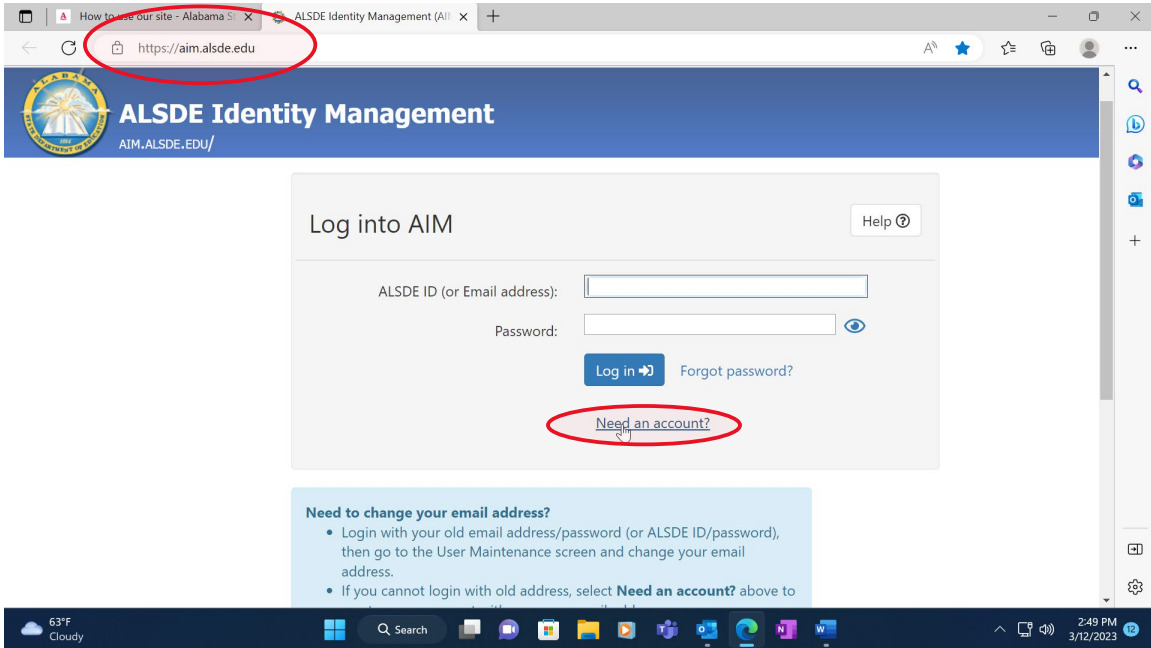 How to use our site - Alabama S
ALSDE Identity Management (AI
https://aim.alsde.edu
ALSDE Identity Management
AIM.ALSDE.EDU/
Log into AIM
Help
ALSDE ID (or Email address):
Password:
Log in
Forgot password?
Need an account?
Need to change your email address?
• Login with your old email address/password (or ALSDE ID/password),
then go to the User Maintenance screen and change your email
address.
• If you cannot login with old address, select Need an account? above to
63°F
Cloudy
Search
2:49 PM
3/12/2023
12